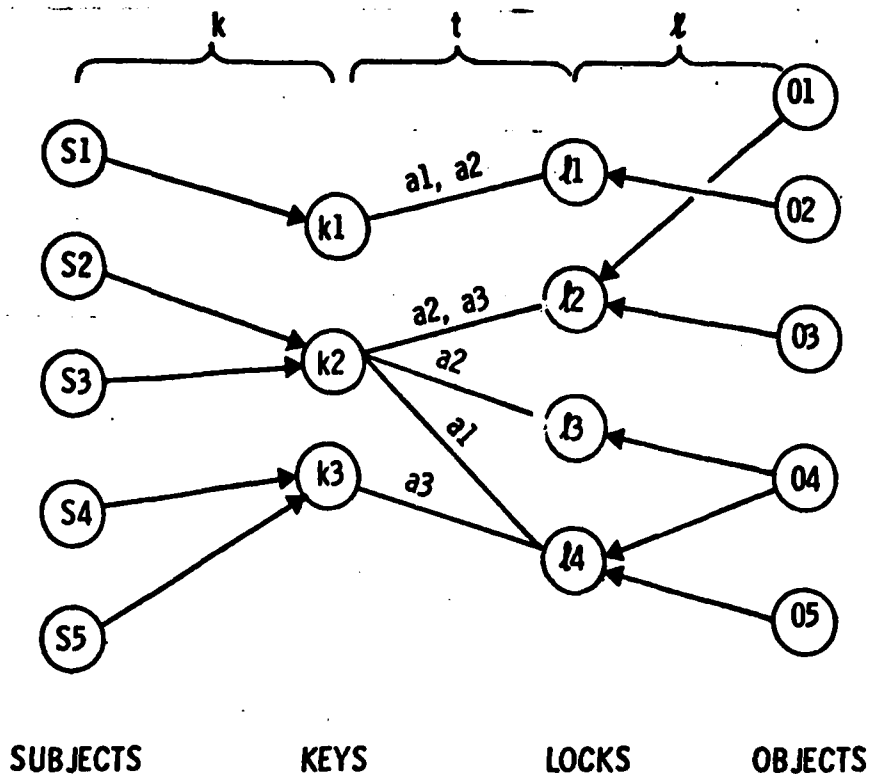 k t ℓ
O1
S1 a1, a2 ℓ1
k1 O2
S2 a2, a3 ℓ2
k2 a2 O3
S3 a1 ℓ3
k3 a3 O4
S4 ℓ4
S5 O5
SUBJECTS KEYS LOCKS OBJECTS